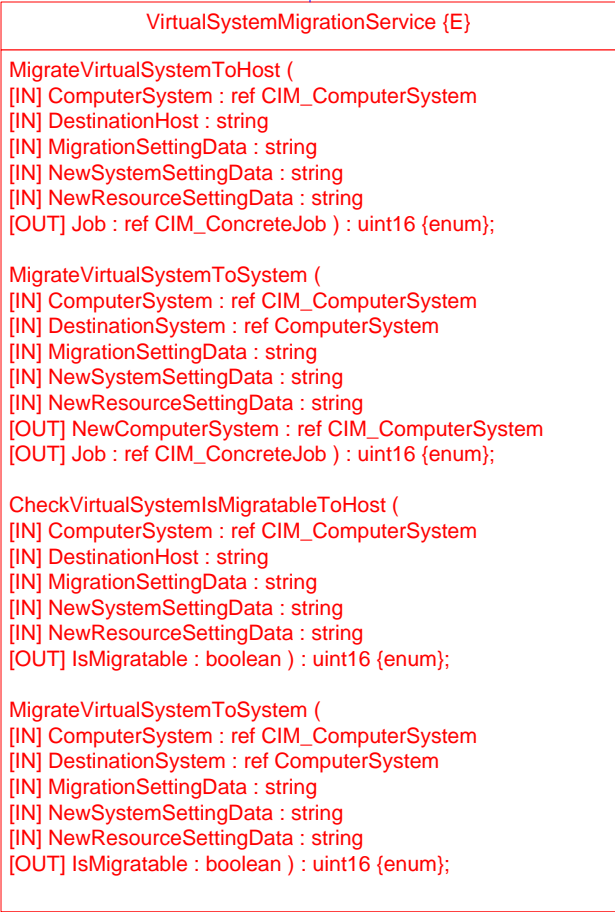 VirtualSystemMigrationService {E}
MigrateVirtualSystemToHost (
[IN] ComputerSystem : ref CIM_ComputerSystem
[IN] DestinationHost : string
[IN] MigrationSettingData : string
[IN] NewSystemSettingData : string
[IN] NewResourceSettingData : string
[OUT] Job : ref CIM_ConcreteJob ) : uint16 {enum};
MigrateVirtualSystemToSystem (
[IN] ComputerSystem : ref CIM_ComputerSystem
[IN] DestinationSystem : ref ComputerSystem
[IN] MigrationSettingData : string
[IN] NewSystemSettingData : string
[IN] NewResourceSettingData : string
[OUT] NewComputerSystem : ref CIM_ComputerSystem
[OUT] Job : ref CIM_ConcreteJob ) : uint16 {enum};
CheckVirtualSystemIsMigratableToHost (
[IN] ComputerSystem : ref CIM_ComputerSystem
[IN] DestinationHost : string
[IN] MigrationSettingData : string
[IN] NewSystemSettingData : string
[IN] NewResourceSettingData : string
[OUT] IsMigratable : boolean ) : uint16 {enum};
MigrateVirtualSystemToSystem (
[IN] ComputerSystem : ref CIM_ComputerSystem
[IN] DestinationSystem : ref ComputerSystem
[IN] MigrationSettingData : string
[IN] NewSystemSettingData : string
[IN] NewResourceSettingData : string
[OUT] IsMigratable : boolean ) : uint16 {enum};